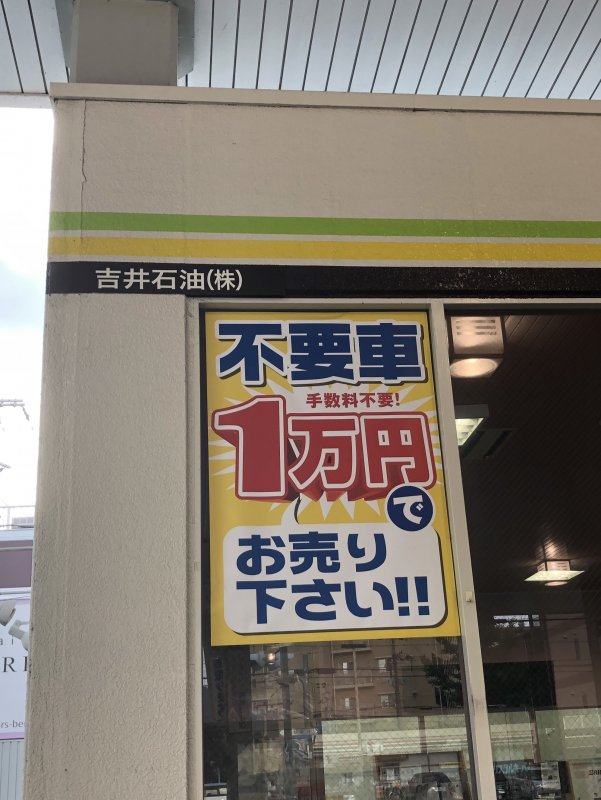 吉井石油(株)
不要車
手数料不要!
1万円
で
お売り
下さい!!